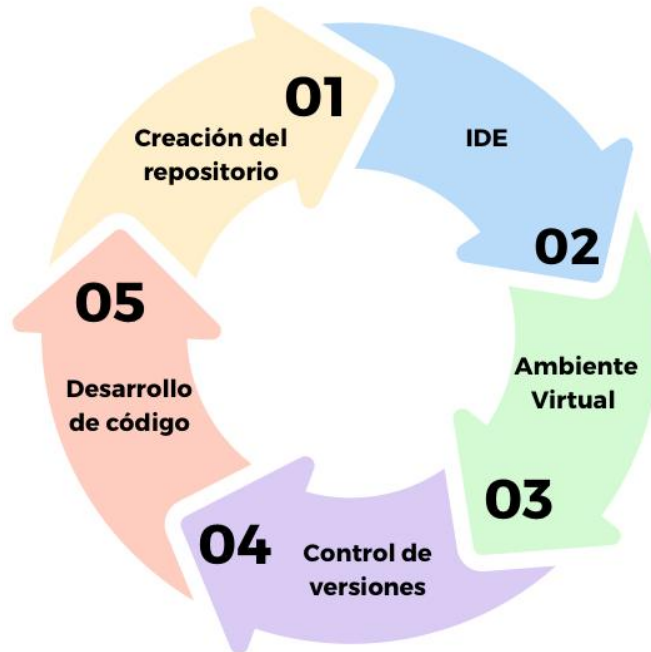 01
Creación del
repositorio
IDE
02
Ambiente
Virtual
03
04
Control de
versiones
05
Desarrollo
de código